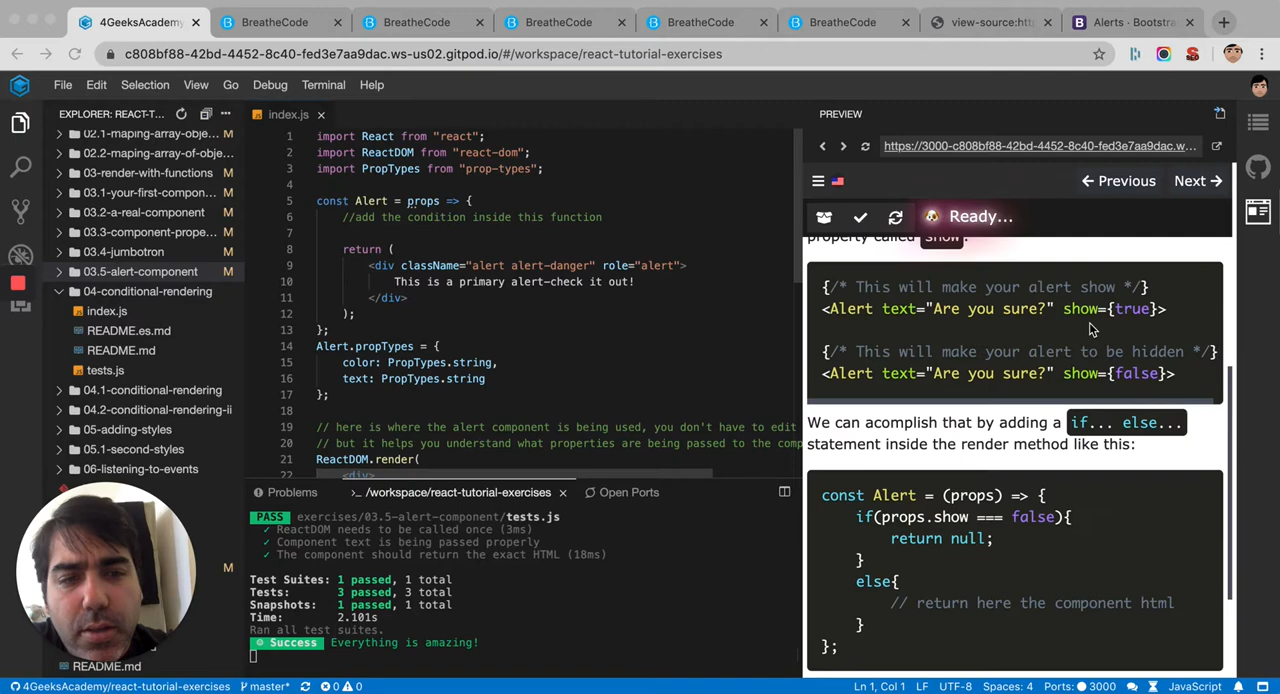 4GeeksAcademy
BreatheCode
BreatheCode
BreatheCode
BreatheCode
BreatheCode
view-source:htt
Alerts · Bootstra
c808bf88-42bd-4452-8c40-fed3e7aa9dac.ws-us02.gitpod.io/#/workspace/react-tutorial-exercises
File Edit Selection View Go Debug Terminal Help
EXPLORER: REACT-T...
02.1-maping-array-obje... M
02.2-maping-array-of-obje... M
03-render-with-functions M
03.1-your-first-compon... M
03.2-a-real-component M
03.3-component-prope... M
03.4-jumbotron M
03.5-alert-component M
04-conditional-rendering
index.js
README.es.md
README.md
tests.js
04.1-conditional-rendering
04.2-conditional-rendering-ii
05-adding-styles
05.1-second-styles
06-listening-to-events
M
README.md
index.js
1 import React from "react";
2 import ReactDOM from "react-dom";
3 import PropTypes from "prop-types";
4
5 const Alert = props => {
6 //add the condition inside this function
7
8 return (
9 <div className="alert alert-danger" role="alert">
10 This is a primary alert-check it out!
11 </div>
12 );
13 };
14 Alert.propTypes = {
15 color: PropTypes.string,
16 text: PropTypes.string
17 };
18
19 // here is where the alert component is being used, you don't have to edit
20 // but it helps you understand what properties are being passed to the comp
21 ReactDOM.render(
22 <div>
Problems
/workspace/react-tutorial-exercises
Open Ports
PASS exercises/03.5-alert-component/tests.js
✓ ReactDOM needs to be called once (3ms)
✓ Component text is being passed properly
✓ The component should return the exact HTML (18ms)
Test Suites: 1 passed, 1 total
Tests: 3 passed, 3 total
Snapshots: 1 passed, 1 total
Time: 2.101s
Ran all test suites.
Success Everything is amazing!
PREVIEW
https://3000-c808bf88-42bd-4452-8c40-fed3e7aa9dac.w...
← Previous Next →
Ready...
property called show.
{/* This will make your alert show */}
<Alert text="Are you sure?" show={true}>
{/* This will make your alert to be hidden */}
<Alert text="Are you sure?" show={false}>
We can acomplish that by adding a if... else...
statement inside the render method like this:
const Alert = (props) => {
if(props.show === false){
return null;
}
else{
// return here the component html
}
};
4GeeksAcademy/react-tutorial-exercises master* 0 0 Ln 1, Col 1 LF UTF-8 Spaces: 4 Ports: 3000 JavaScript